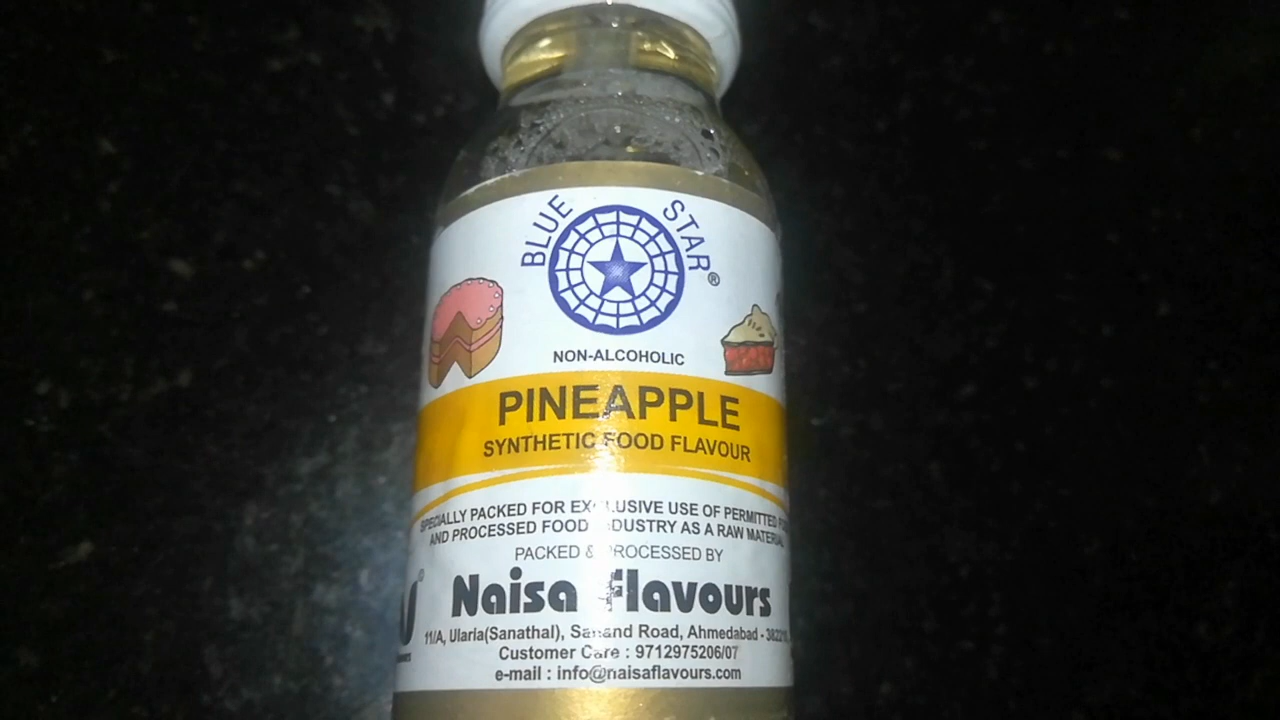 BLUE STAR®
NON-ALCOHOLIC
PINEAPPLE
SYNTHETIC FOOD FLAVOUR
SPECIALLY PACKED FOR EXCLUSIVE USE OF PERMITTED
AND PROCESSED FOOD INDUSTRY AS A RAW MATERIAL
PACKED & PROCESSED BY
Naisa Flavours
11/A, Ularia(Sanathal), Sanand Road, Ahmedabad -
Customer Care : 9712975206/07
e-mail : info@naisaflavours.com